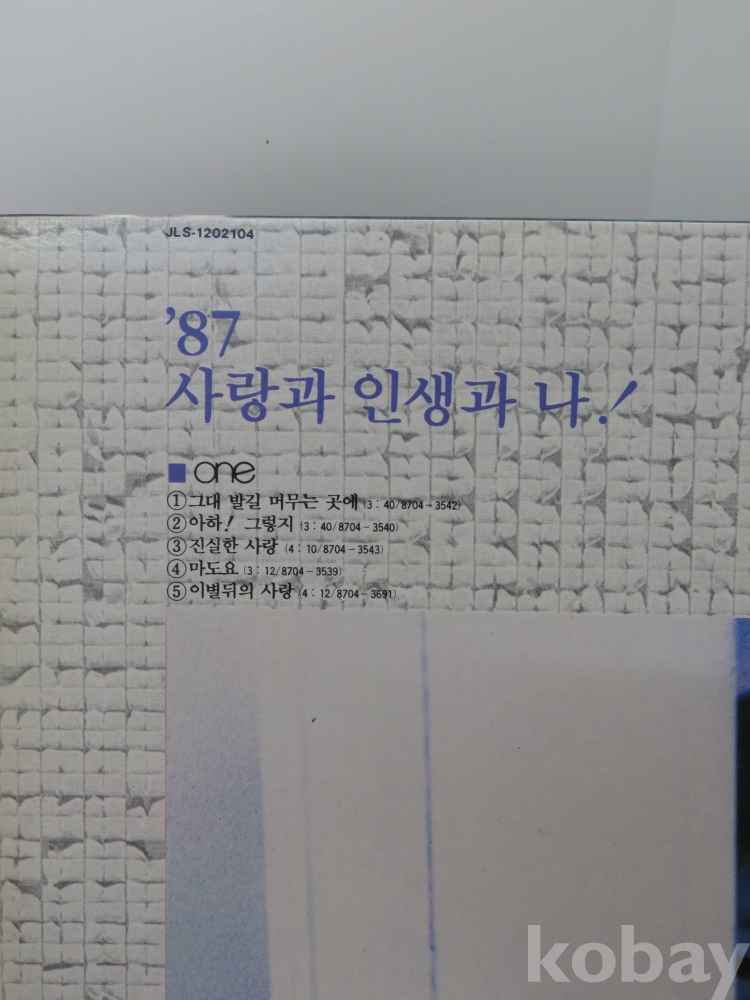 JLS-1202104
'87
사랑과 인생과 나!
■ one
①그대 발길 머무는 곳에 (3:40/8704-3542)
②아하! 그렇지 (3:40/8704-3540)
③진실한 사랑 (4:10/8704-3543)
④마도요 (3:12/8704-3539)
⑤이별뒤의 사랑 (4:12/8704-3691)
kobay